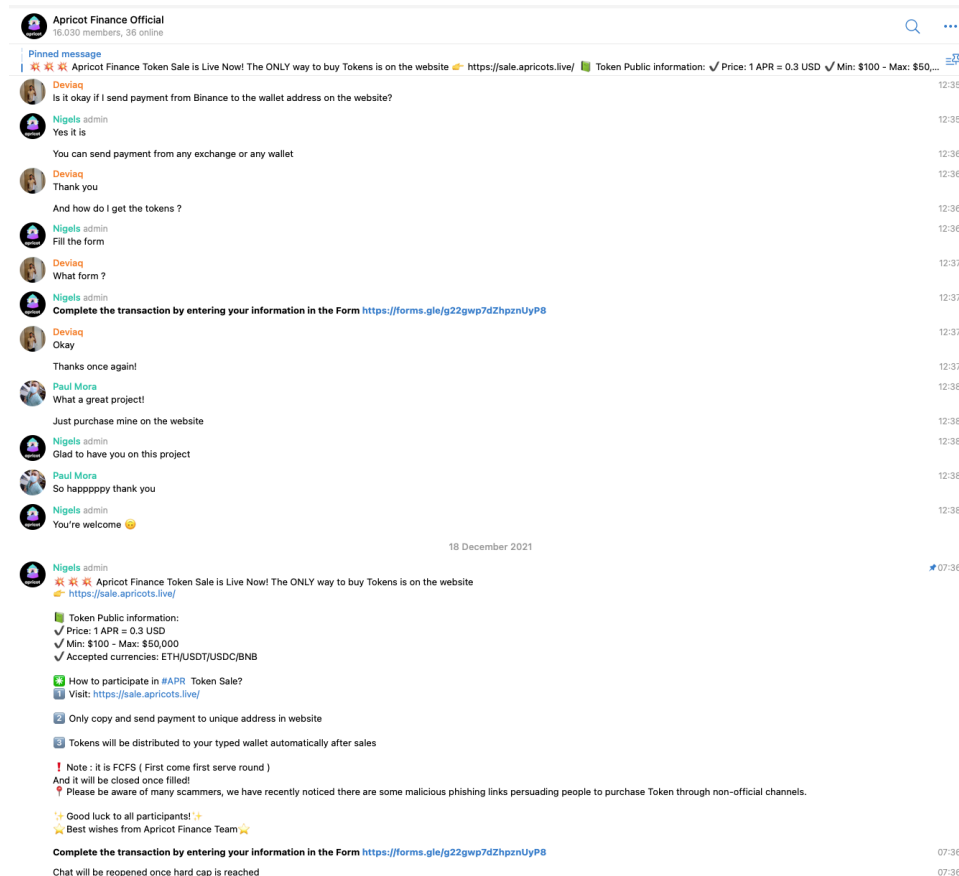 Apricot Finance Official
16.030 members, 36 online
Pinned message
💥 💥 💥 Apricot Finance Token Sale is Live Now! The ONLY way to buy Tokens is on the website 👉 https://sale.apricots.live/ 📗 Token Public information: ✔️ Price: 1 APR = 0.3 USD ✔️ Min: $100 - Max: $50,...
Deviaq 12:35
Is it okay if I send payment from Binance to the wallet address on the website?
Nigels admin 12:35
Yes it is
You can send payment from any exchange or any wallet 12:36
Deviaq 12:36
Thank you
And how do I get the tokens ? 12:36
Nigels admin 12:36
Fill the form
Deviaq 12:37
What form ?
Nigels admin 12:37
Complete the transaction by entering your information in the Form https://forms.gle/g22gwp7dZhpznUyP8
Deviaq 12:37
Okay
Thanks once again! 12:37
Paul Mora 12:38
What a great project!
Just purchase mine on the website 12:38
Nigels admin 12:38
Glad to have you on this project
Paul Mora 12:38
So happpppy thank you
Nigels admin 12:38
You're welcome 😊
18 December 2021
Nigels admin 07:36
💥 💥 💥 Apricot Finance Token Sale is Live Now! The ONLY way to buy Tokens is on the website
👉 https://sale.apricots.live/
📗 Token Public information:
✔️ Price: 1 APR = 0.3 USD
✔️ Min: $100 - Max: $50,000
✔️ Accepted currencies: ETH/USDT/USDC/BNB
✳️ How to participate in #APR Token Sale?
1️⃣ Visit: https://sale.apricots.live/
2️⃣ Only copy and send payment to unique address in website
3️⃣ Tokens will be distributed to your typed wallet automatically after sales
❗ Note : it is FCFS ( First come first serve round )
And it will be closed once filled!
📍 Please be aware of many scammers, we have recently noticed there are some malicious phishing links persuading people to purchase Token through non-official channels.
✨ Good luck to all participants! ✨
⭐ Best wishes from Apricot Finance Team ⭐
Complete the transaction by entering your information in the Form https://forms.gle/g22gwp7dZhpznUyP8 07:36
Chat will be reopened once hard cap is reached 07:36